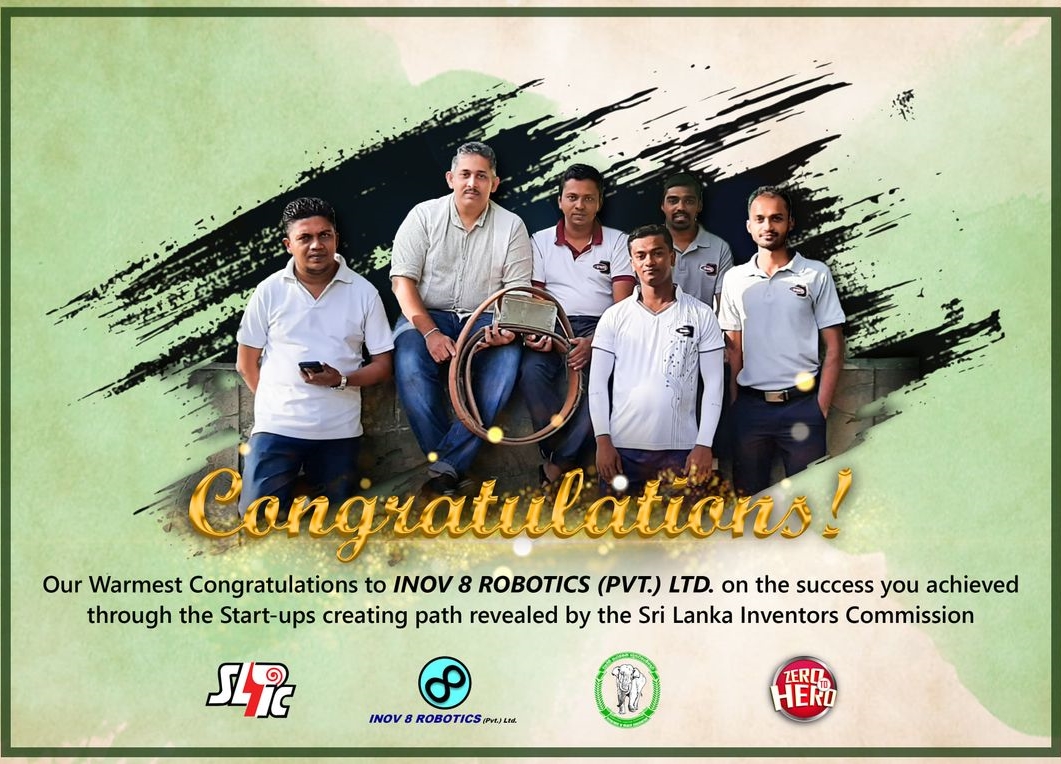 Congratulations!
Our Warmest Congratulations to INOV 8 ROBOTICS (PVT.) LTD. on the success you achieved
through the Start-ups creating path revealed by the Sri Lanka Inventors Commission
SLIC
INOV 8 ROBOTICS (Pvt.) Ltd.
ZERO
TO
HERO